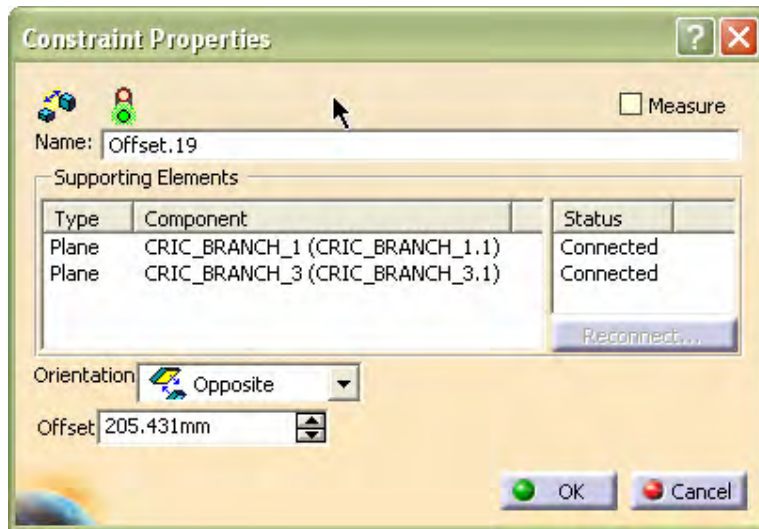 Constraint Properties
Measure
Name: Offset.19
Supporting Elements
Type Component Status
Plane CRIC_BRANCH_1 (CRIC_BRANCH_1.1) Connected
Plane CRIC_BRANCH_3 (CRIC_BRANCH_3.1) Connected
Reconnect...
Orientation Opposite
Offset 205.431mm
OK Cancel